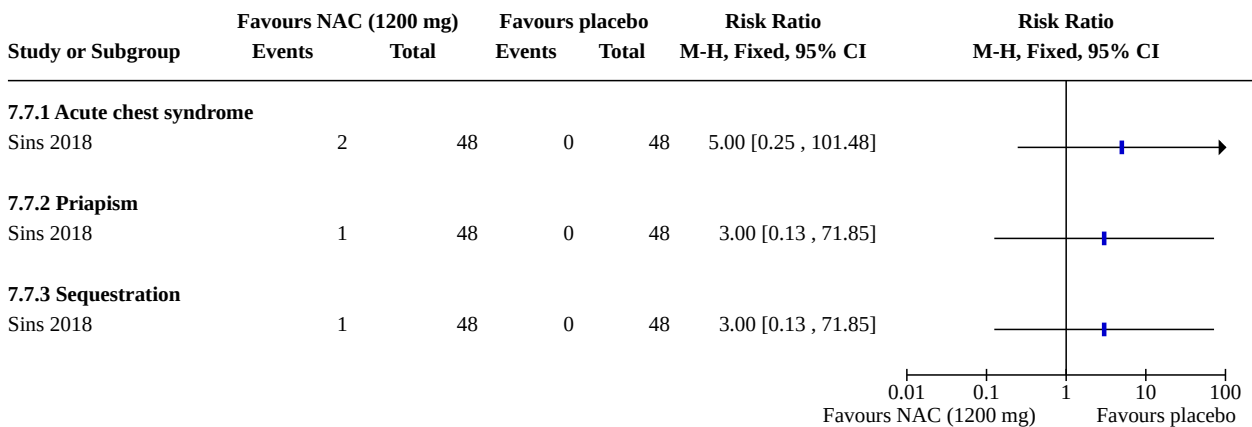 Favours NAC (1200 mg) Favours placebo Risk Ratio Risk Ratio
Study or Subgroup Events Total Events Total M-H, Fixed, 95% CI M-H, Fixed, 95% CI
7.7.1 Acute chest syndrome
Sins 2018 2 48 0 48 5.00 [0.25 , 101.48]
7.7.2 Priapism
Sins 2018 1 48 0 48 3.00 [0.13 , 71.85]
7.7.3 Sequestration
Sins 2018 1 48 0 48 3.00 [0.13 , 71.85]
0.01 0.1 1 10 100
Favours NAC (1200 mg) Favours placebo